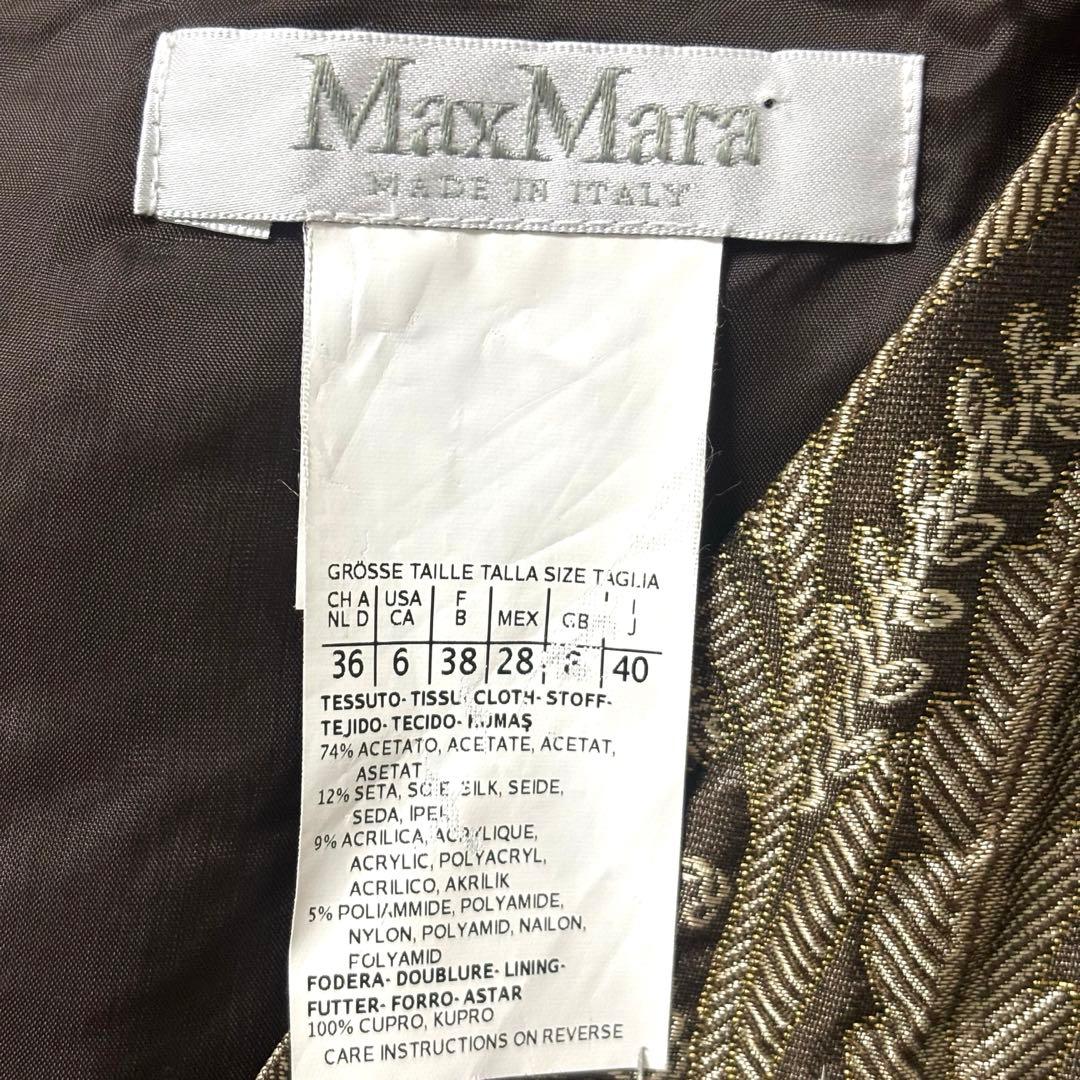 MaxMara
MADE IN ITALY
GRÖSSE TAILLE TALLA SIZE TAGLIA
CH A USA F I
NL D CA B MEX GB J
36 6 38 28 40
TESSUTO- TISSU CLOTH- STOFF-
TEJIDO- TECIDO- KUMAŞ
74% ACETATO, ACETATE, ACETAT,
ASETAT
12% SETA, SOIE SILK, SEIDE,
SEDA, IPEK
9% ACRILICA, ACRYLIQUE,
ACRYLIC, POLYACRYL,
ACRILICO, AKRİLİK
5% POLIAMMIDE, POLYAMIDE,
NYLON, POLYAMID, NAILON,
POLYAMID
FODERA- DOUBLURE- LINING-
FUTTER- FORRO- ASTAR
100% CUPRO, KUPRO
CARE INSTRUCTIONS ON REVERSE